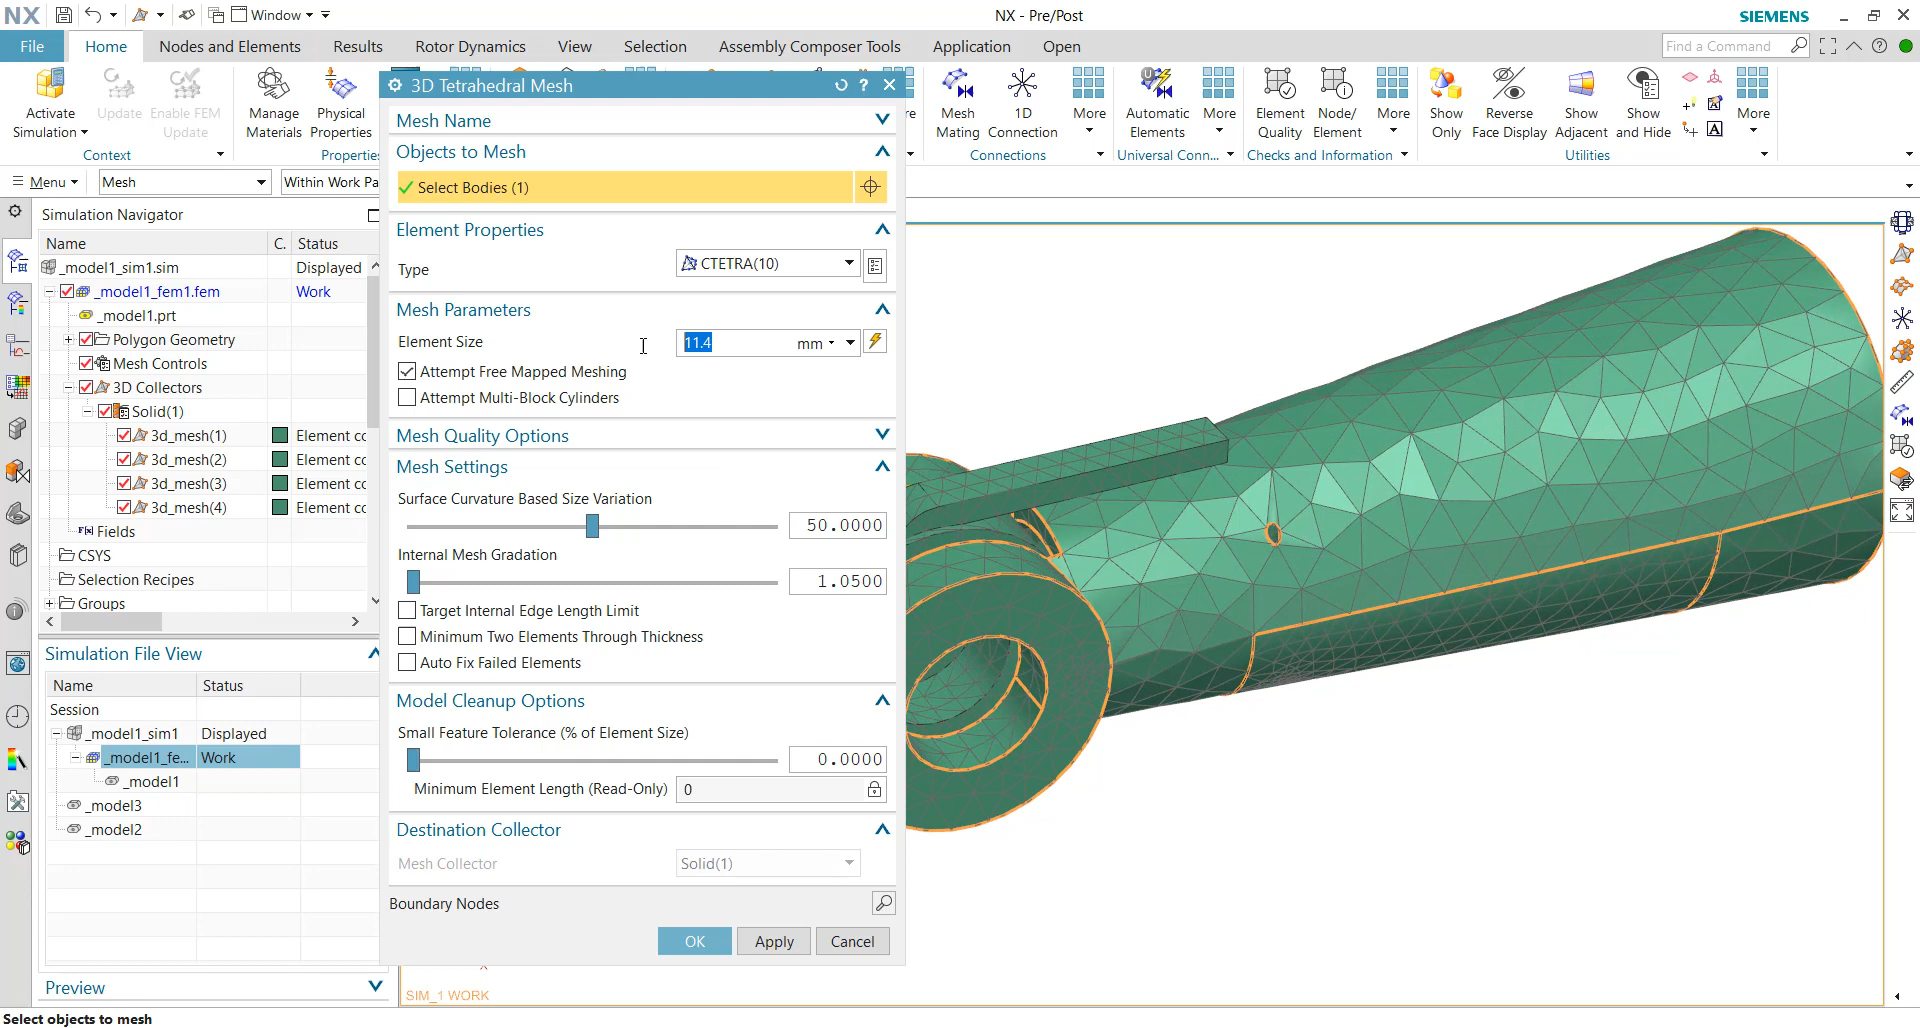 NX
Window
NX - Pre/Post
SIEMENS
File
Home
Nodes and Elements
Results
Rotor Dynamics
View
Selection
Assembly Composer Tools
Application
Open
Find a Command
Activate
Simulation
Update
Enable FEM
Update
Manage
Materials
Physical
Properties
Mesh
Mating
1D
Connection
More
Automatic
Elements
More
Element
Quality
Node/
Element
More
Show
Only
Reverse
Face Display
Show
Adjacent
Show
and Hide
More
Context
Propertie
Connections
Universal Conn...
Checks and Information
Utilities
Menu
Mesh
Within Work Pa
Simulation Navigator
Name C. Status
_model1_sim1.sim Displayed
_model1_fem1.fem Work
_model1.prt
Polygon Geometry
Mesh Controls
3D Collectors
Solid(1)
3d_mesh(1) Element cc
3d_mesh(2) Element cc
3d_mesh(3) Element cc
3d_mesh(4) Element cc
Fields
CSYS
Selection Recipes
Groups
Simulation File View
Name Status
Session
_model1_sim1 Displayed
_model1_fe... Work
_model1
_model3
_model2
Preview
3D Tetrahedral Mesh
Mesh Name
Objects to Mesh
Select Bodies (1)
Element Properties
Type CTETRA(10)
Mesh Parameters
Element Size 11.4 mm
Attempt Free Mapped Meshing
Attempt Multi-Block Cylinders
Mesh Quality Options
Mesh Settings
Surface Curvature Based Size Variation
50.0000
Internal Mesh Gradation
1.0500
Target Internal Edge Length Limit
Minimum Two Elements Through Thickness
Auto Fix Failed Elements
Model Cleanup Options
Small Feature Tolerance (% of Element Size)
0.0000
Minimum Element Length (Read-Only) 0
Destination Collector
Mesh Collector Solid(1)
Boundary Nodes
OK Apply Cancel
SIM_1 WORK
Select objects to mesh